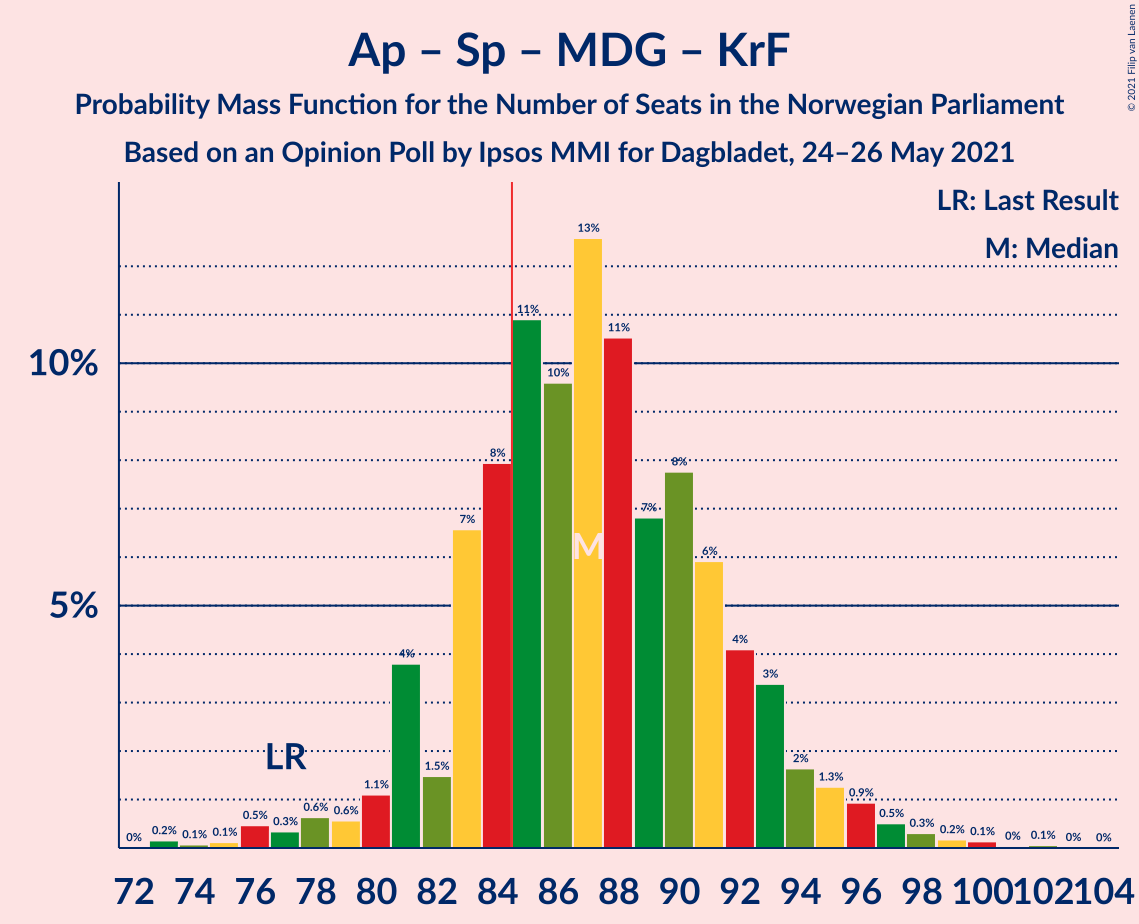 Ap – Sp – MDG – KrF
Probability Mass Function for the Number of Seats in the Norwegian Parliament
Based on an Opinion Poll by Ipsos MMI for Dagbladet, 24–26 May 2021
© 2021 Filip van Laenen
LR: Last Result
M: Median
10%
5%
LR
M
0% 0.2% 0.1% 0.1% 0.5% 0.3% 0.6% 0.6% 1.1% 4% 1.5% 7% 8% 11% 10% 13% 11% 7% 8% 6% 4% 3% 2% 1.3% 0.9% 0.5% 0.3% 0.2% 0.1% 0% 0.1% 0% 0%
72 74 76 78 80 82 84 86 88 90 92 94 96 98 100 102 104